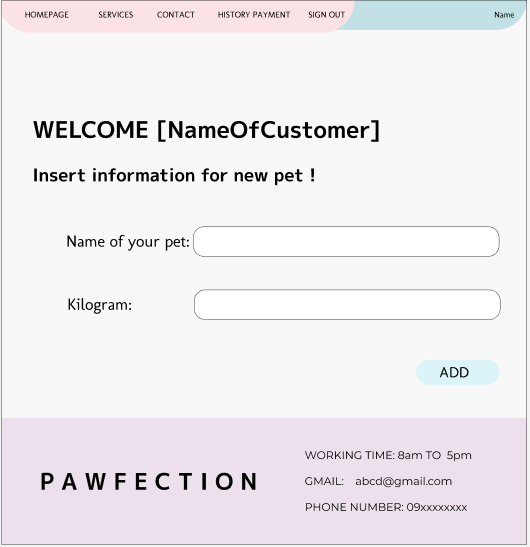 HOMEPAGE SERVICES CONTACT HISTORY PAYMENT SIGN OUT Name
WELCOME [NameOfCustomer]
Insert information for new pet !
Name of your pet:
Kilogram:
ADD
PAWFECTION
WORKING TIME: 8am TO 5pm
GMAIL: abcd@gmail.com
PHONE NUMBER: 09xxxxxxxx